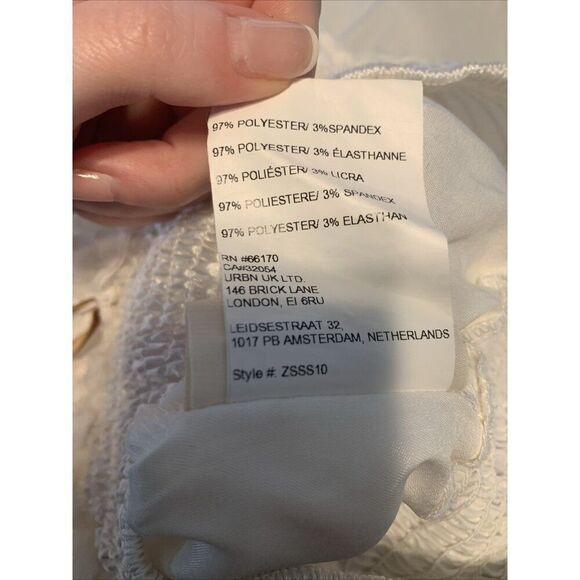 97% POLYESTER/ 3%SPANDEX
97% POLYESTER/ 3% ÉLASTHANNE
97% POLIÉSTER/ 3% LICRA
97% POLIESTERE/ 3% SPANDEX
97% POLYESTER/ 3% ELASTHAN
RN #66170
CA#32054
URBN UK LTD.
146 BRICK LANE
LONDON, EI 6RU
LEIDSESTRAAT 32,
1017 PB AMSTERDAM, NETHERLANDS
Style #: ZSSS10